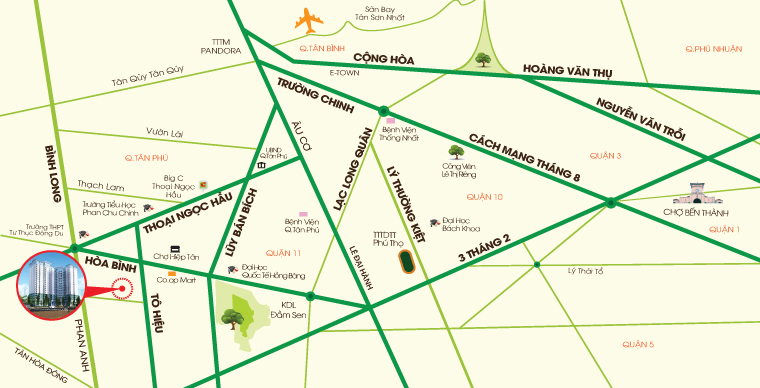 Sân Bay
Tân Sơn Nhất
TTTM
PANDORA
Q.TÂN BÌNH
CỘNG HÒA
E-TOWN
HOÀNG VĂN THỤ
Q.PHÚ NHUẬN
Tân Qúy Tân Qúy
TRƯỜNG CHINH
NGUYỄN VĂN TRỖI
Vườn Lài
ÂU CƠ
Bệnh Viện
Thống Nhất
CÁCH MẠNG THÁNG 8
BÌNH LONG
Q.TÂN PHÚ
UBND
Q.Tân Phú
LẠC LONG QUÂN
Công Viên
Lê Thị Riêng
QUẬN 3
Thạch Lam
Big C
Thoại Ngọc
Hầu
LÝ THƯỜNG KIỆT
QUẬN 10
Trường Tiểu Học
Phan Chu Chinh
THOẠI NGỌC HẦU
LŨY BÁN BÍCH
Bệnh Viện
Q.Tân Phú
CHỢ BẾN THÀNH
Trường THPT
Tư Thục Đông Du
TTTDTT
Phú Thọ
Đại Học
Bách Khoa
QUẬN 1
Chợ Hiệp Tân
QUẬN 11
LÊ ĐẠI HÀNH
3 THÁNG 2
HÒA BÌNH
Co.op Mart
Đại Học
Quốc Tế Hồng Bàng
Lý Thái Tổ
TÔ HIỆU
KDL
Đầm Sen
PHAN ANH
QUẬN 5
TÂN HÒA ĐÔNG